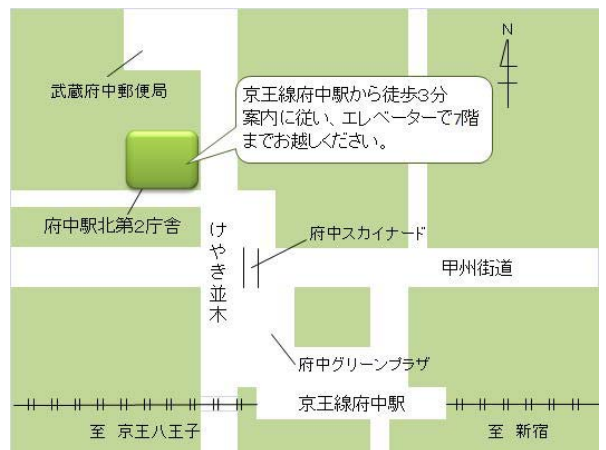 N
武蔵府中郵便局
京王線府中駅から徒歩3分
案内に従い、エレベーターで7階
までお越しください。
府中駅北第2庁舎
けやき並木
府中スカイナード
甲州街道
府中グリーンプラザ
京王線府中駅
至 京王八王子
至 新宿